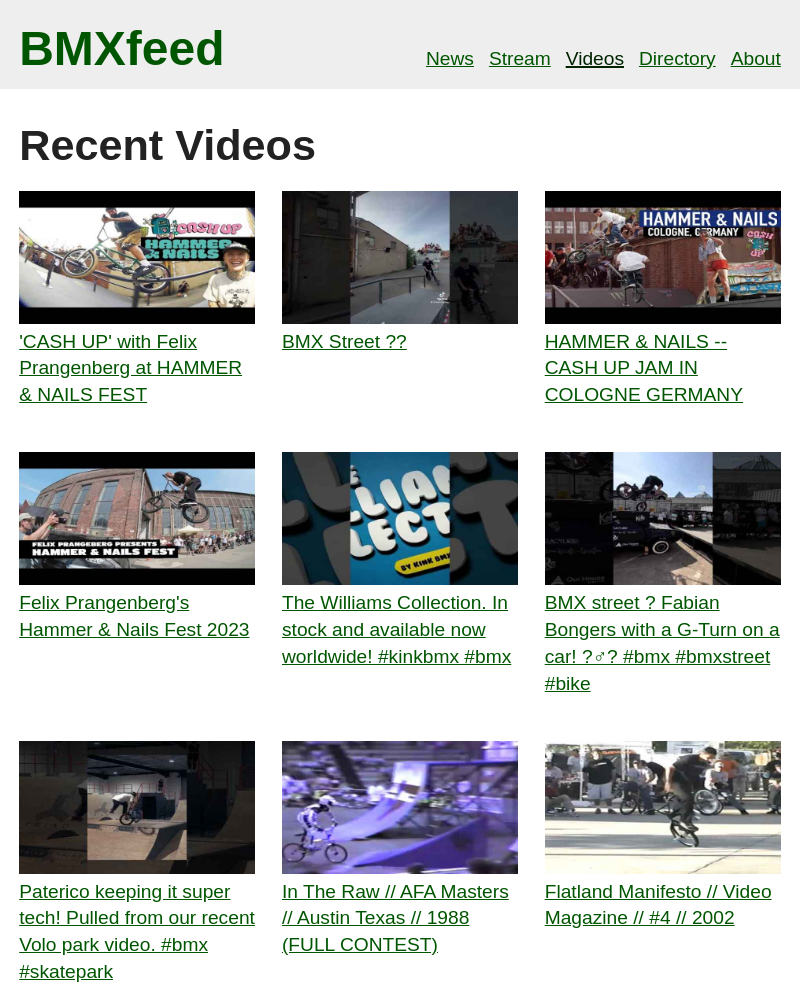 BMXfeed
News Stream Videos Directory About
Recent Videos
CASH UP
HAMMER
& NAILS
HAMMER & NAILS
COLOGNE, GERMANY
CASH
UP
'CASH UP' with Felix
Prangenberg at HAMMER
& NAILS FEST
BMX Street ??
HAMMER & NAILS --
CASH UP JAM IN
COLOGNE GERMANY
FELIX PRANGEBERG PRESENTS
HAMMER & NAILS FEST
LLIAM
LLECT
BY KINK BMX
Felix Prangenberg's
Hammer & Nails Fest 2023
The Williams Collection. In
stock and available now
worldwide! #kinkbmx #bmx
BMX street ? Fabian
Bongers with a G-Turn on a
car! ?♂? #bmx #bmxstreet
#bike
Paterico keeping it super
tech! Pulled from our recent
Volo park video. #bmx
#skatepark
In The Raw // AFA Masters
// Austin Texas // 1988
(FULL CONTEST)
Flatland Manifesto // Video
Magazine // #4 // 2002